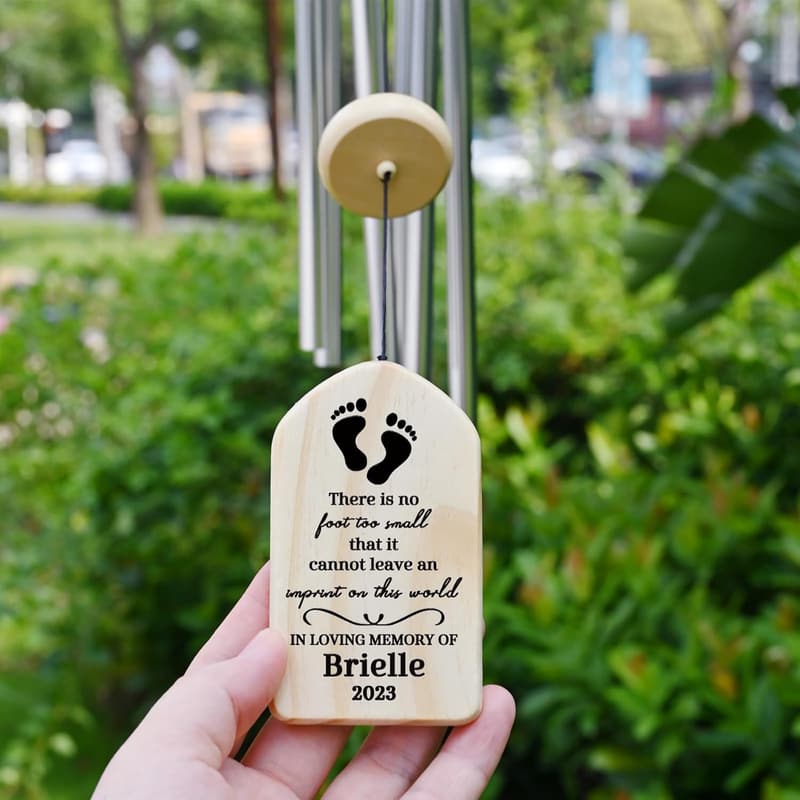 There is no
foot too small
that it
cannot leave an
imprint on this world
IN LOVING MEMORY OF
Brielle
2023